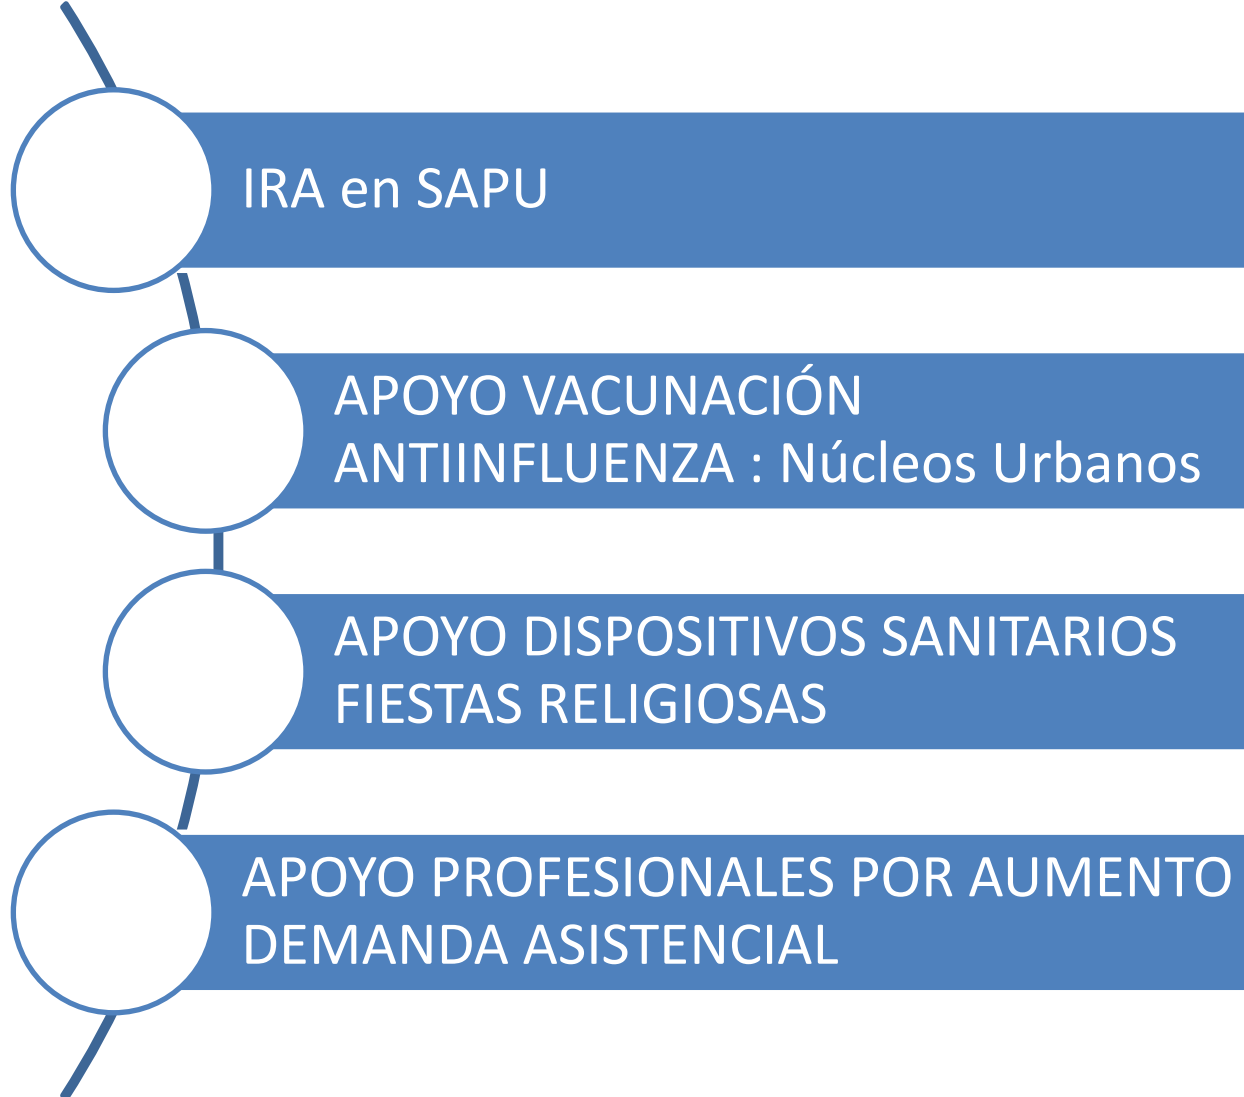 IRA en SAPU
APOYO VACUNACIÓN
ANTIINFLUENZA : Núcleos Urbanos
APOYO DISPOSITIVOS SANITARIOS
FIESTAS RELIGIOSAS
APOYO PROFESIONALES POR AUMENTO
DEMANDA ASISTENCIAL